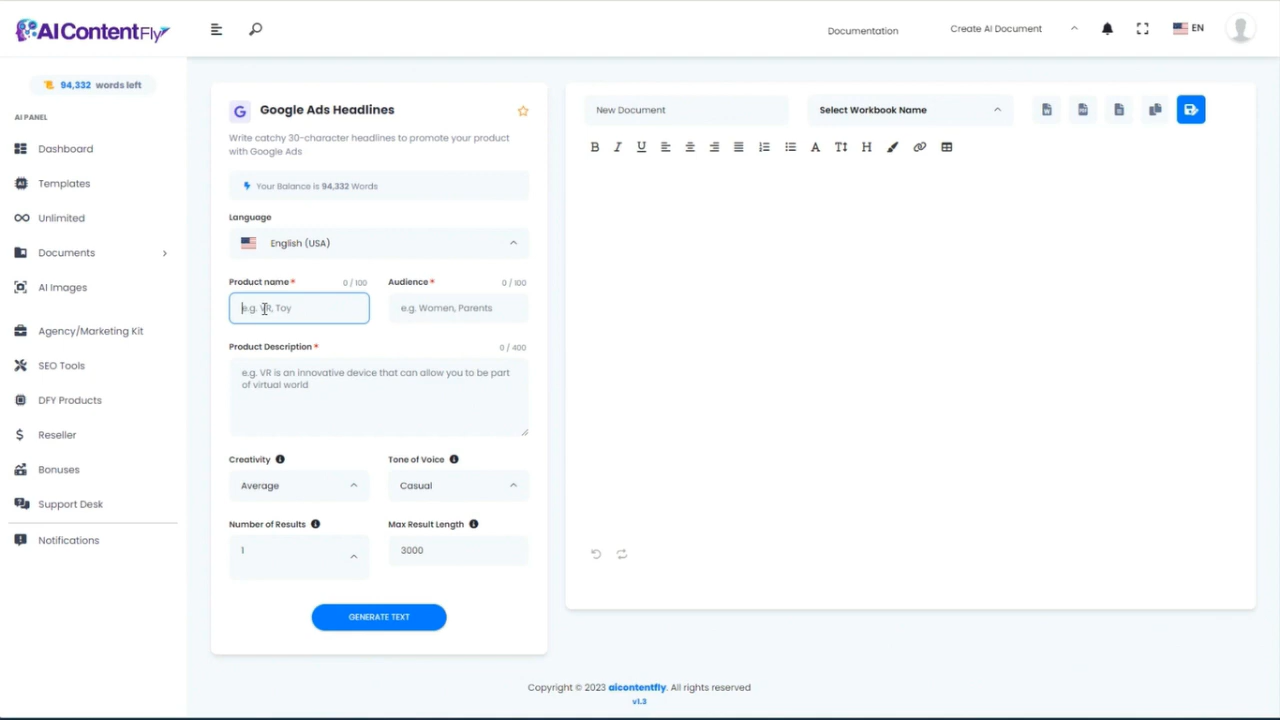 AI ContentFly
Documentation
Create AI Document
EN
94,332 words left
AI PANEL
Dashboard
Templates
Unlimited
Documents
AI Images
Agency/Marketing Kit
SEO Tools
DFY Products
Reseller
Bonuses
Support Desk
Notifications
G Google Ads Headlines
Write catchy 30-character headlines to promote your product
with Google Ads
Your Balance is 94,332 Words
Language
English (USA)
Product name * 0 / 100
Audience * 0 / 100
e.g. VR, Toy
e.g. Women, Parents
Product Description * 0 / 400
e.g. VR is an innovative device that can allow you to be part
of virtual world
Creativity
Tone of Voice
Average
Casual
Number of Results
Max Result Length
1
3000
GENERATE TEXT
New Document
Select Workbook Name
B I U A T H
Copyright © 2023 aicontentfly. All rights reserved
v1.3